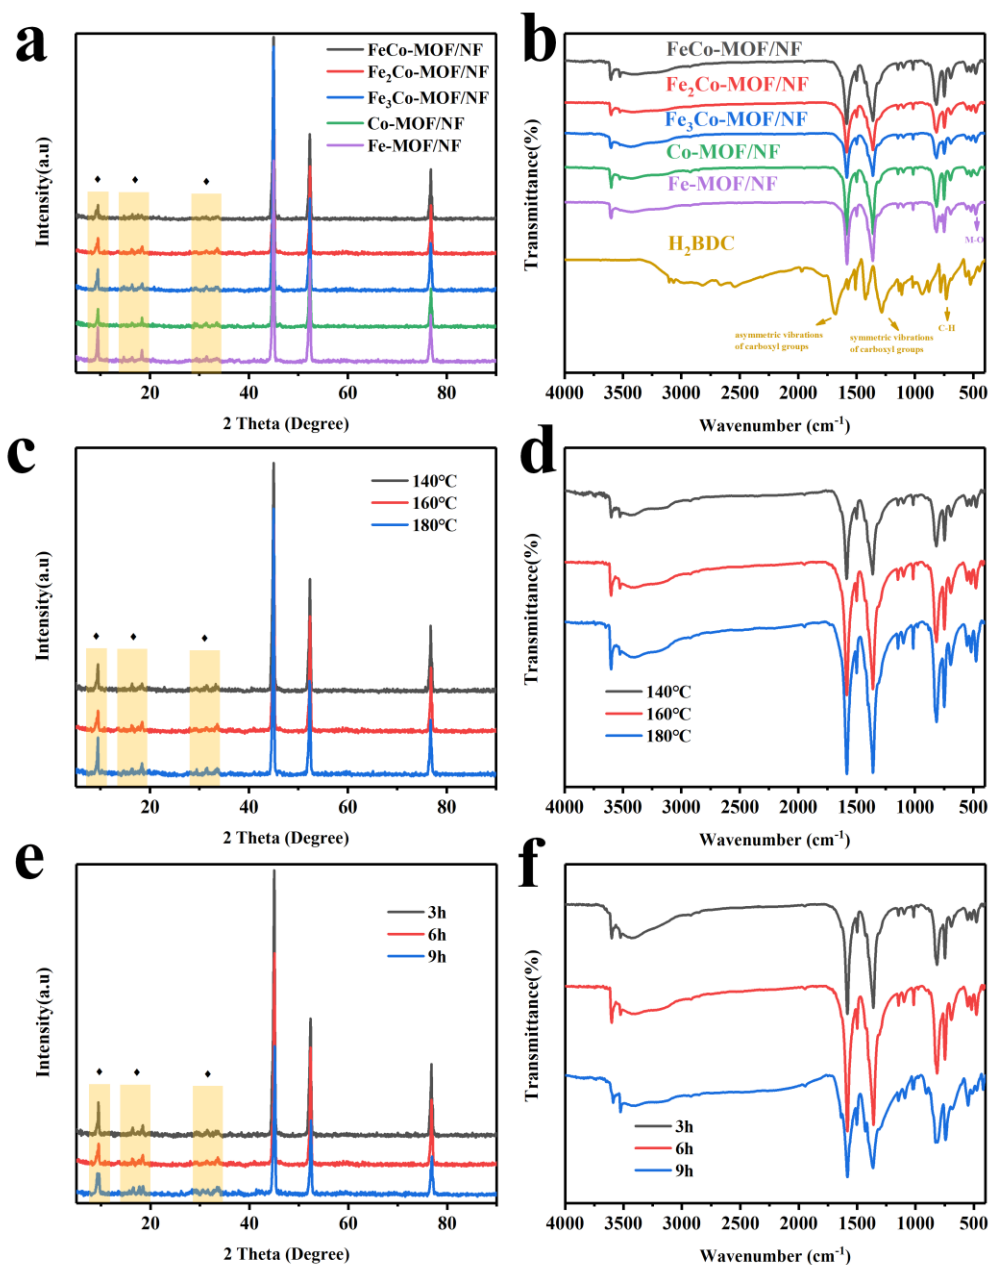 a
FeCo-MOF/NF
Fe₂Co-MOF/NF
Fe₃Co-MOF/NF
Co-MOF/NF
Fe-MOF/NF
Intensity(a.u)
20
40
60
80
2 Theta (Degree)
b
FeCo-MOF/NF
Fe₂Co-MOF/NF
Fe₃Co-MOF/NF
Co-MOF/NF
Fe-MOF/NF
M-O
H₂BDC
C-H
asymmetric vibrations
of carboxyl groups
symmetric vibrations
of carboxyl groups
Transmittance(%)
4000 3500 3000 2500 2000 1500 1000 500
Wavenumber (cm⁻¹)
c
140°C
160°C
180°C
Intensity(a.u)
20
40
60
80
2 Theta (Degree)
d
140°C
160°C
180°C
Transmittance(%)
4000 3500 3000 2500 2000 1500 1000 500
Wavenumber (cm⁻¹)
e
3h
6h
9h
Intensity(a.u)
20
40
60
80
2 Theta (Degree)
f
3h
6h
9h
Transmittance(%)
4000 3500 3000 2500 2000 1500 1000 500
Wavenumber (cm⁻¹)